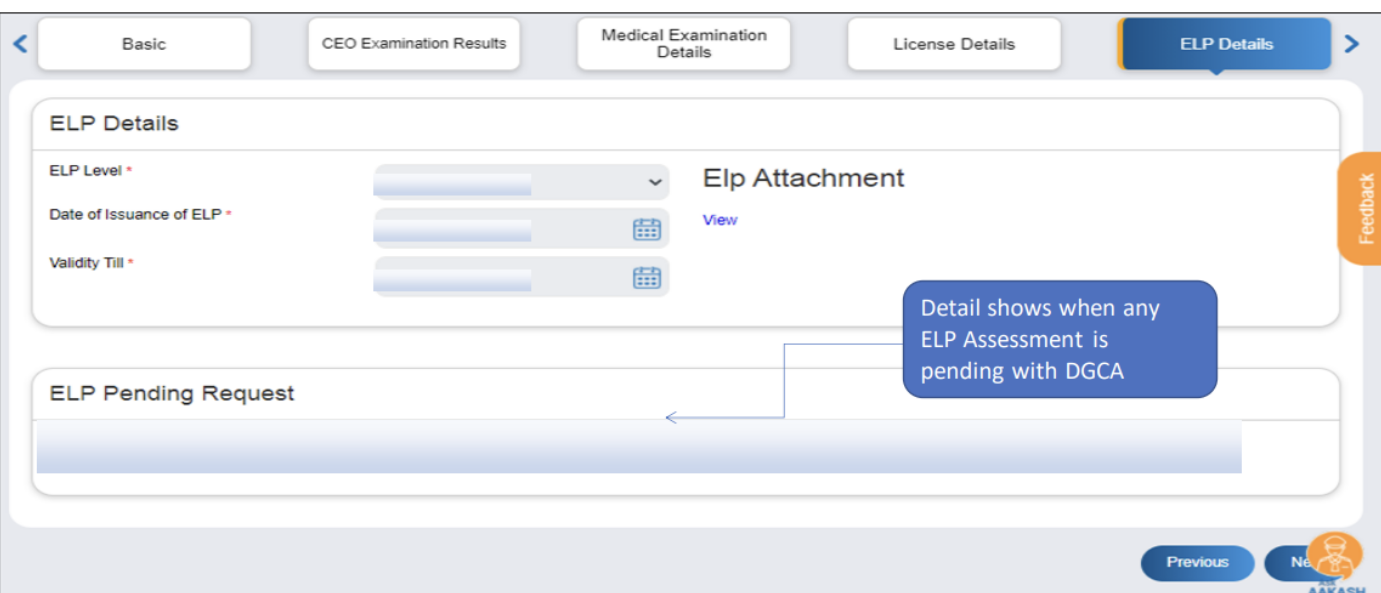 Basic
CEO Examination Results
Medical Examination
Details
License Details
ELP Details
ELP Details
ELP Level *
Elp Attachment
Date of Issuance of ELP *
View
Validity Till *
Feedback
Detail shows when any
ELP Assessment is
pending with DGCA
ELP Pending Request
Previous
AAKASH